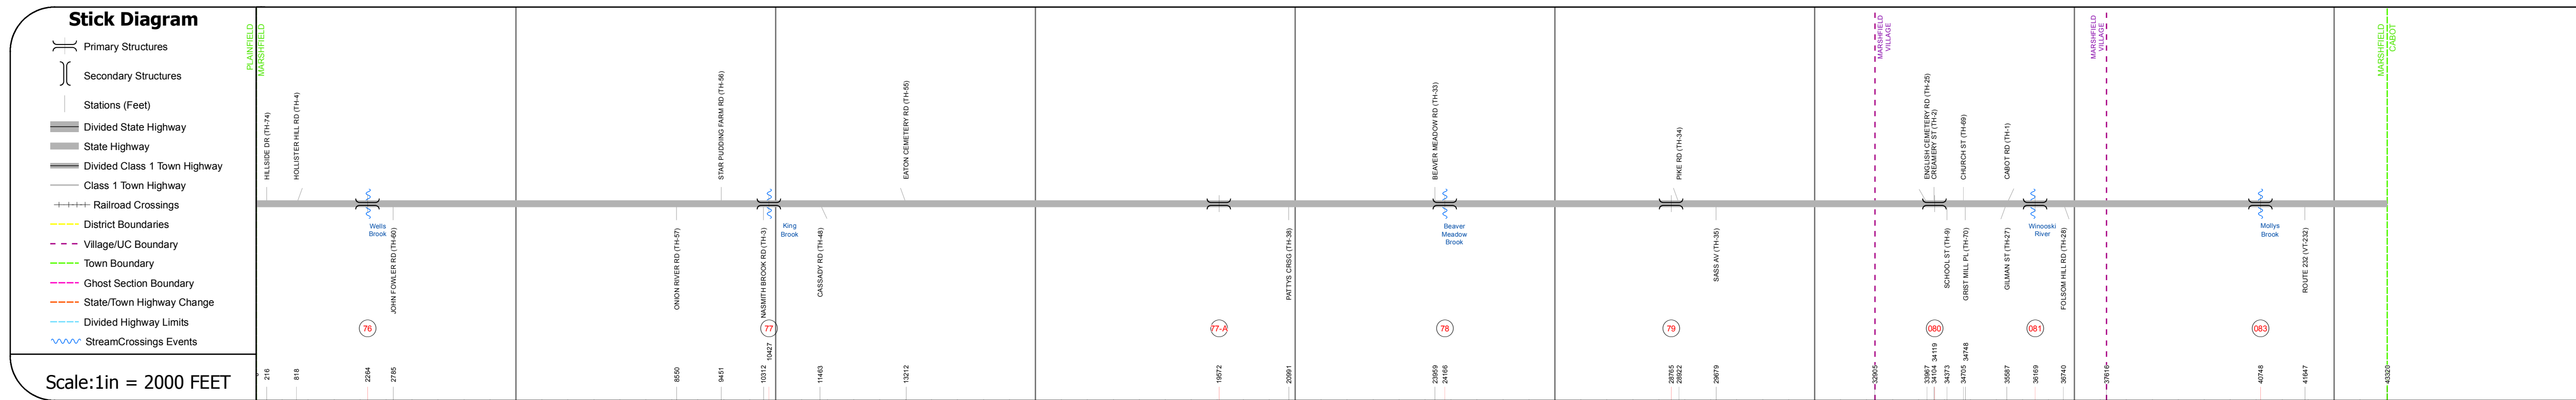 Stick Diagram
Primary Structures
Secondary Structures
Stations (Feet)
Divided State Highway
State Highway
Divided Class 1 Town Highway
Class 1 Town Highway
Railroad Crossings
District Boundaries
Village/UC Boundary
Town Boundary
Ghost Section Boundary
State/Town Highway Change
Divided Highway Limits
StreamCrossings Events
Scale:1in = 2000 FEET
PLAINFIELD
MARSHFIELD
HILLSIDE DR (TH-74)
HOLLISTER HILL RD (TH-4)
STAR PUDDING FARM RD (TH-56)
EATON CEMETERY RD (TH-55)
BEAVER MEADOW RD (TH-33)
PIKE RD (TH-34)
MARSHFIELD
VILLAGE
ENGLISH CEMETERY RD (TH-25)
CREAMERY ST (TH-2)
CHURCH ST (TH-69)
CABOT RD (TH-1)
MARSHFIELD
VILLAGE
MARSHFIELD
CABOT
Wells
Brook
JOHN FOWLER RD (TH-60)
ONION RIVER RD (TH-57)
NASMITH BROOK RD (TH-3)
King
Brook
CASSADY RD (TH-48)
PATTYS CRSG (TH-38)
Beaver
Meadow
Brook
SASS AV (TH-35)
SCHOOL ST (TH-9)
GRIST MILL PL (TH-70)
GILMAN ST (TH-27)
Winooski
River
FOLSOM HILL RD (TH-28)
Mollys
Brook
ROUTE 232 (VT-232)
76
77
77-A
78
79
080
081
083
216
818
2264
2785
8550
9451
10312
10427
11463
13212
19572
20991
23959
24166
28765
28922
29679
32905
33967
34104
34119
34373
34705
34748
35587
36169
36740
37616
40748
41647
43320